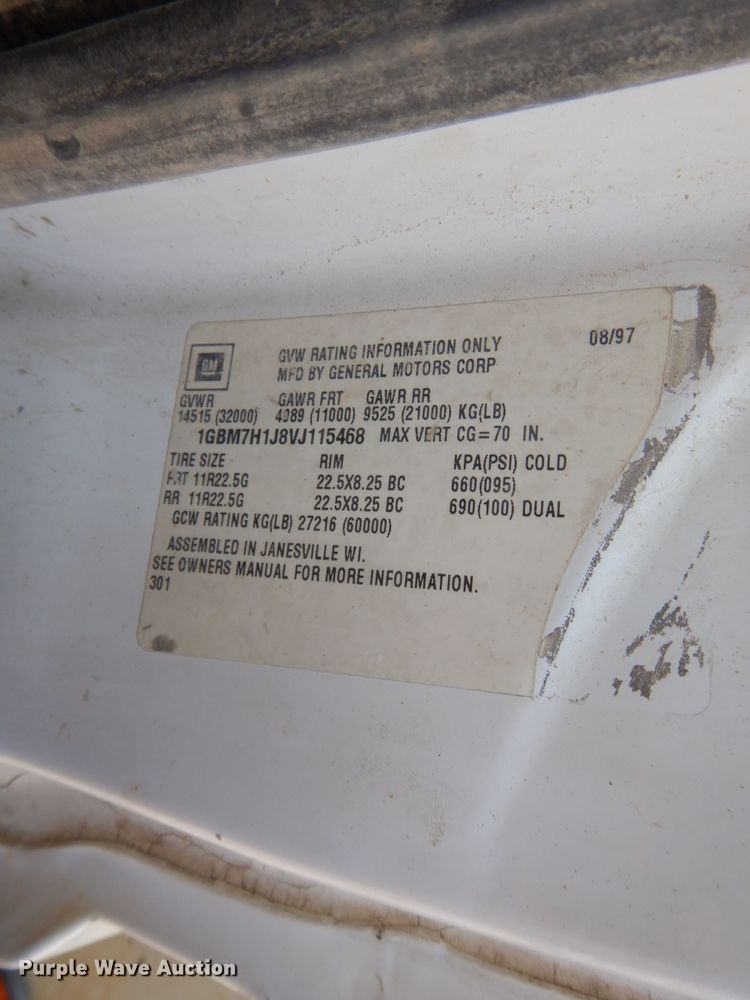 08/97
GM
GVW RATING INFORMATION ONLY
MFD BY GENERAL MOTORS CORP
GVWR GAWR FRT GAWR RR
14515 (32000) 4989 (11000) 9525 (21000) KG(LB)
1GBM7H1J8VJ115468 MAX VERT CG=70 IN.
TIRE SIZE RIM KPA(PSI) COLD
FRT 11R22.5G 22.5X8.25 BC 660(095)
RR 11R22.5G 22.5X8.25 BC 690(100) DUAL
GCW RATING KG(LB) 27216 (60000)
ASSEMBLED IN JANESVILLE WI.
SEE OWNERS MANUAL FOR MORE INFORMATION.
301
Purple Wave Auction